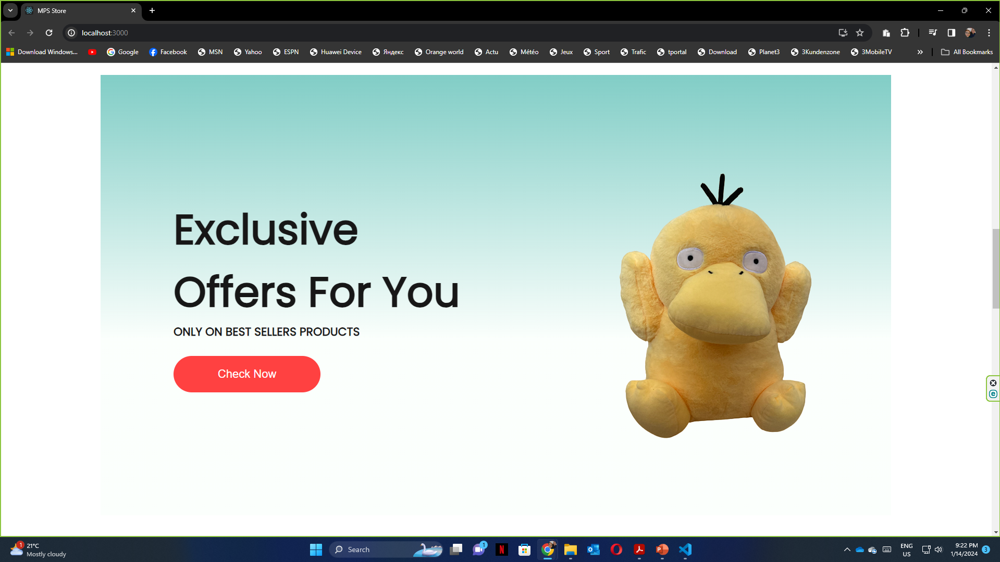 MPS Store
localhost:3000
Download Windows...
Google
Facebook
MSN
Yahoo
ESPN
Huawei Device
Яндекс
Orange world
Actu
Météo
Jeux
Sport
Trafic
tportal
Download
Planet3
3Kundenzone
3MobileTV
All Bookmarks
Exclusive
Offers For You
ONLY ON BEST SELLERS PRODUCTS
Check Now
1
21°C
Mostly cloudy
Search
1
ENG
US
9:22 PM
1/14/2024
3